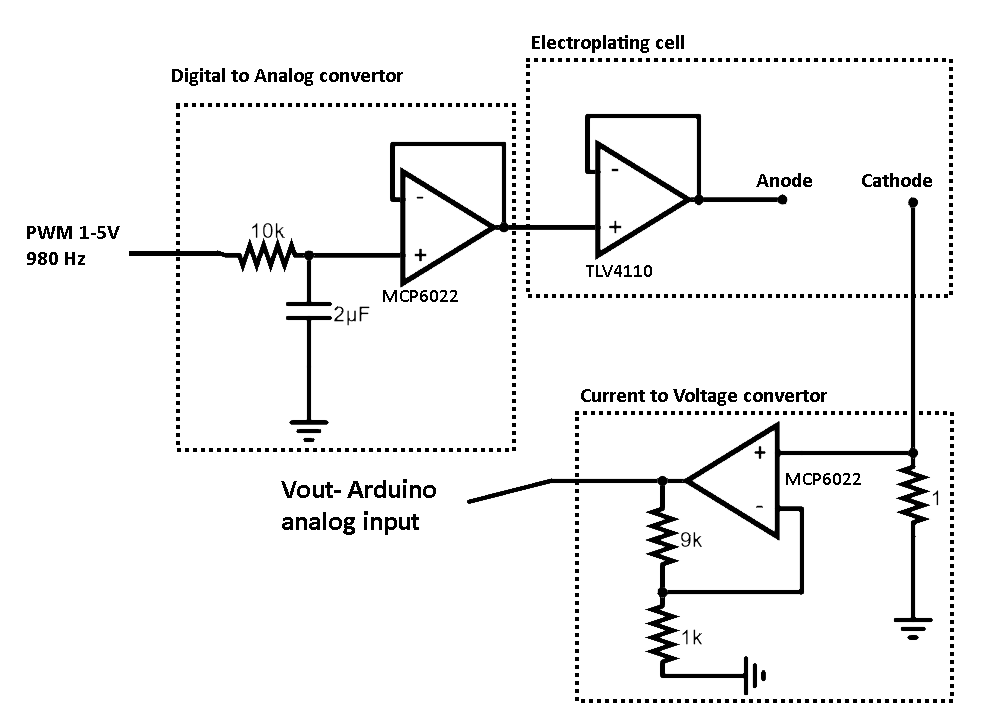 Electroplating cell
Digital to Analog convertor
Anode
Cathode
-
-
PWM 1-5V
980 Hz
10k
+
+
TLV4110
MCP6022
2µF
Current to Voltage convertor
+
MCP6022
Vout- Arduino
analog input
-
1
9k
1k